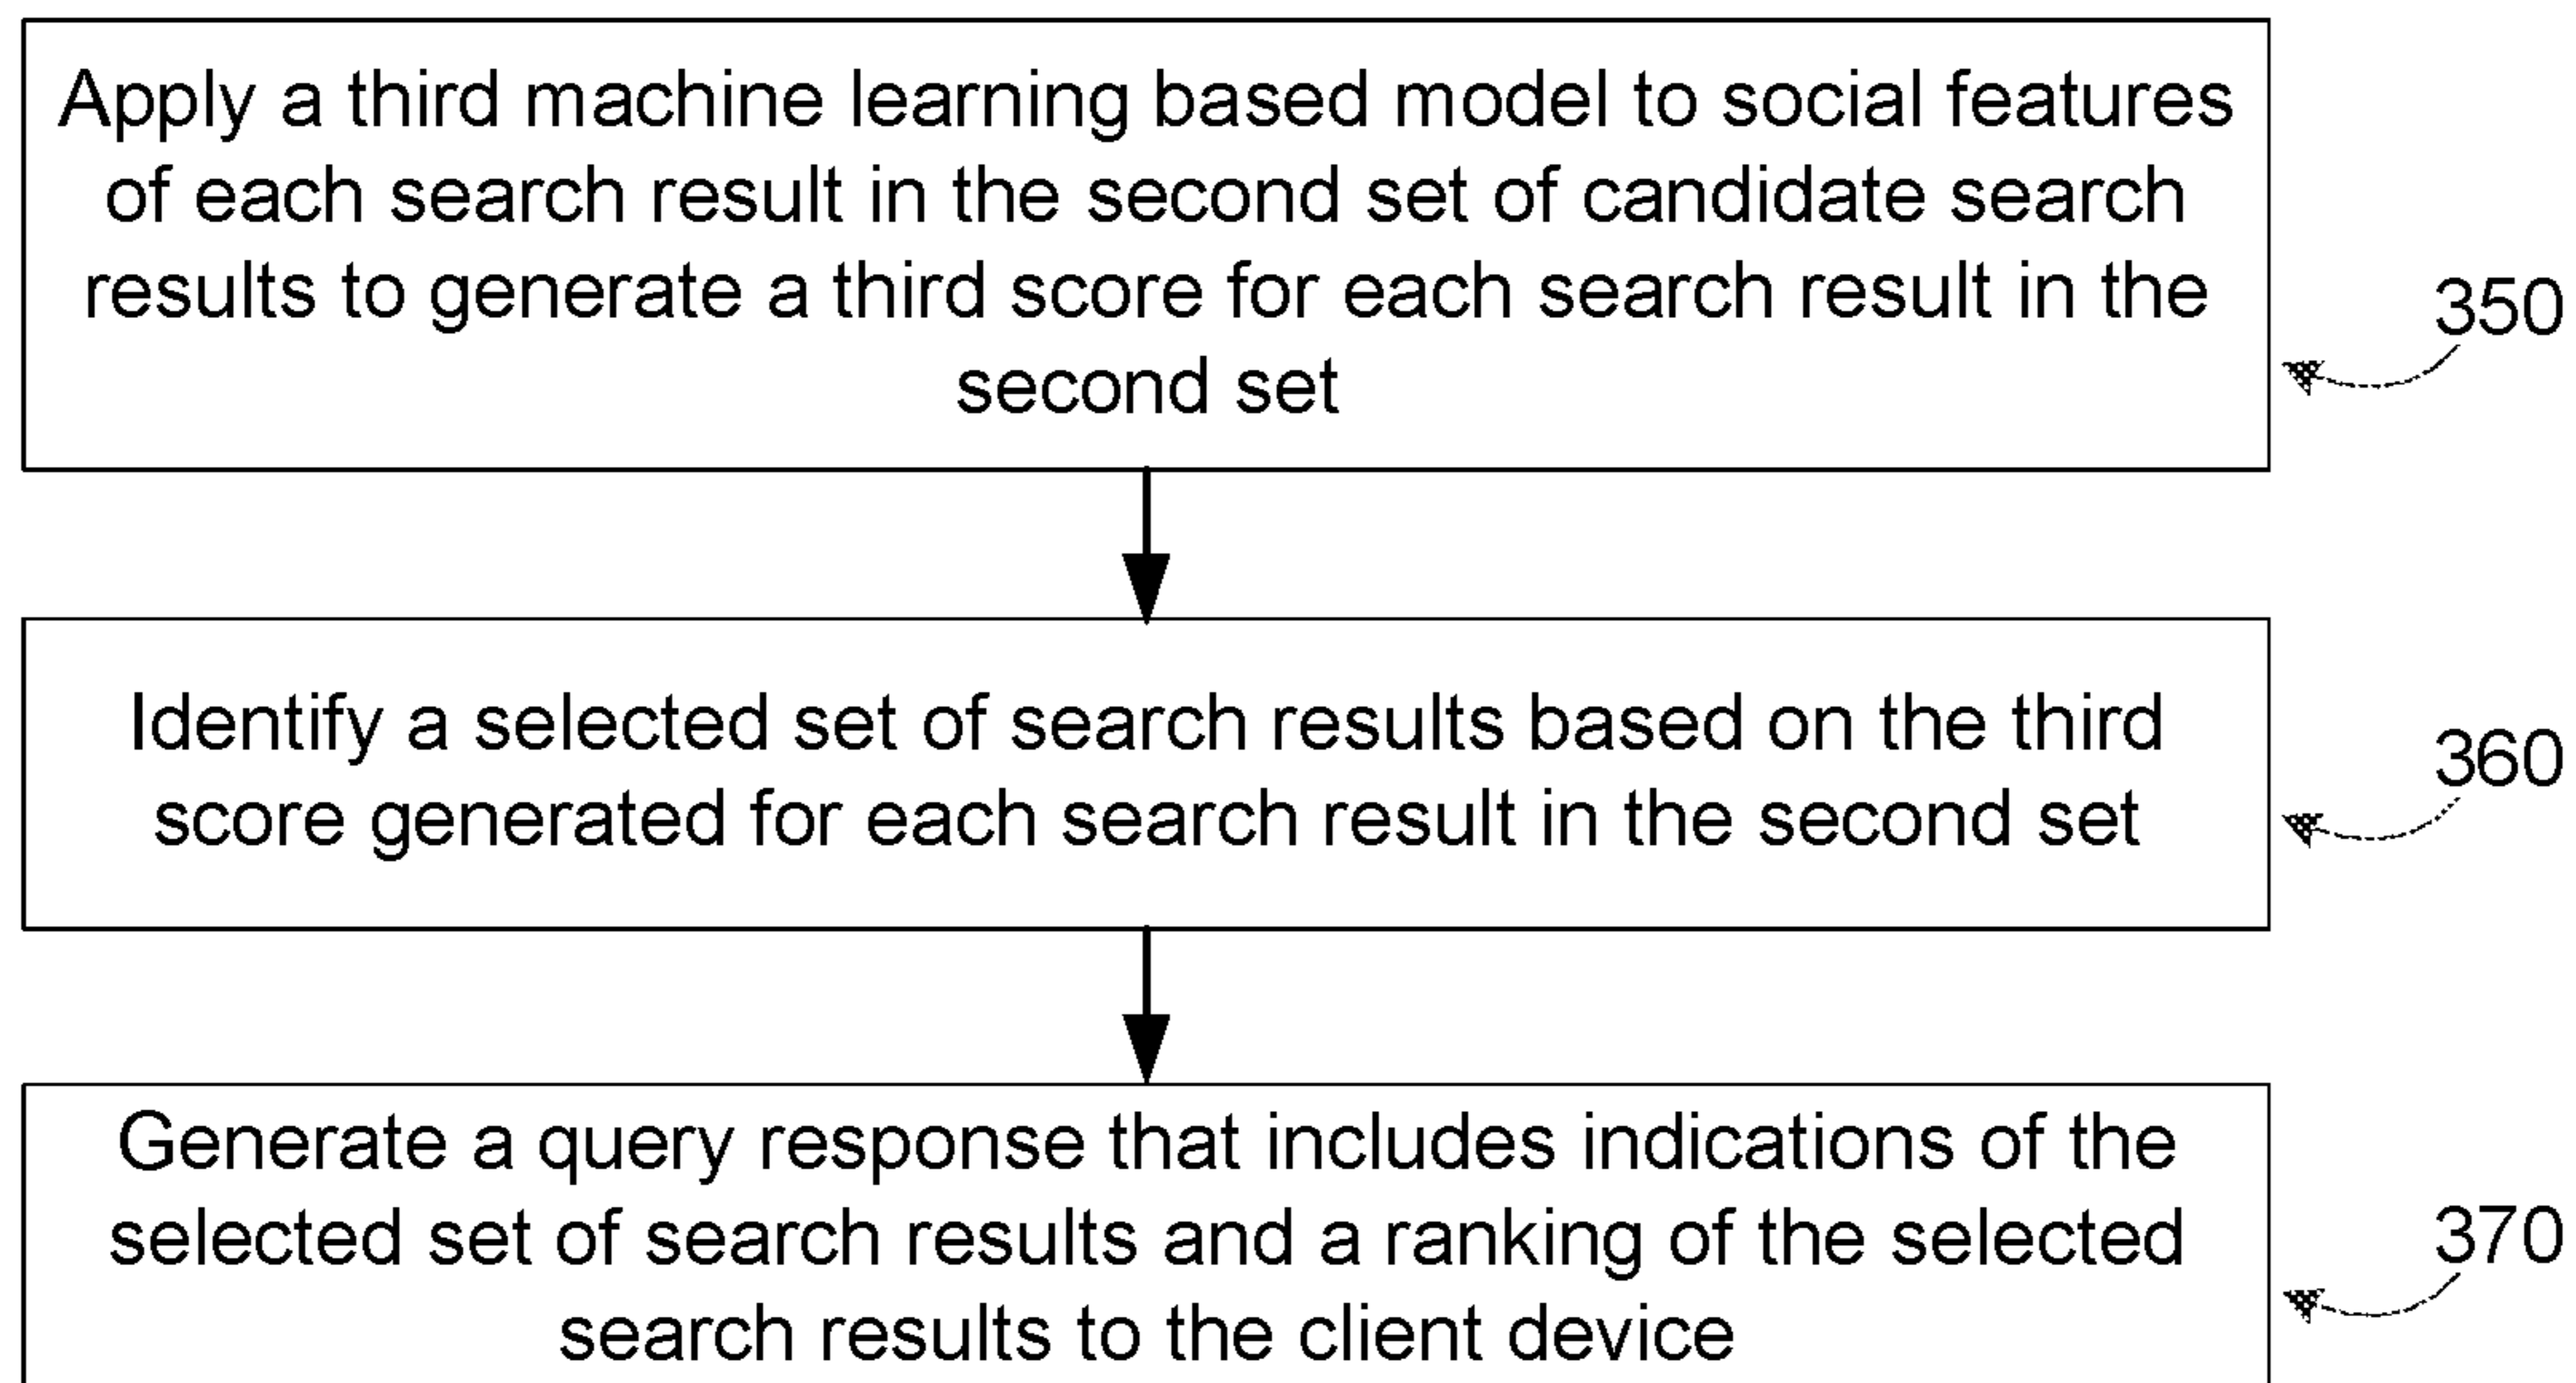 Apply a third machine learning based model to social features
of each search result in the second set of candidate search
results to generate a third score for each search result in the
second set
350
Identify a selected set of search results based on the third
score generated for each search result in the second set
360
Generate a query response that includes indications of the
selected set of search results and a ranking of the selected
search results to the client device
370